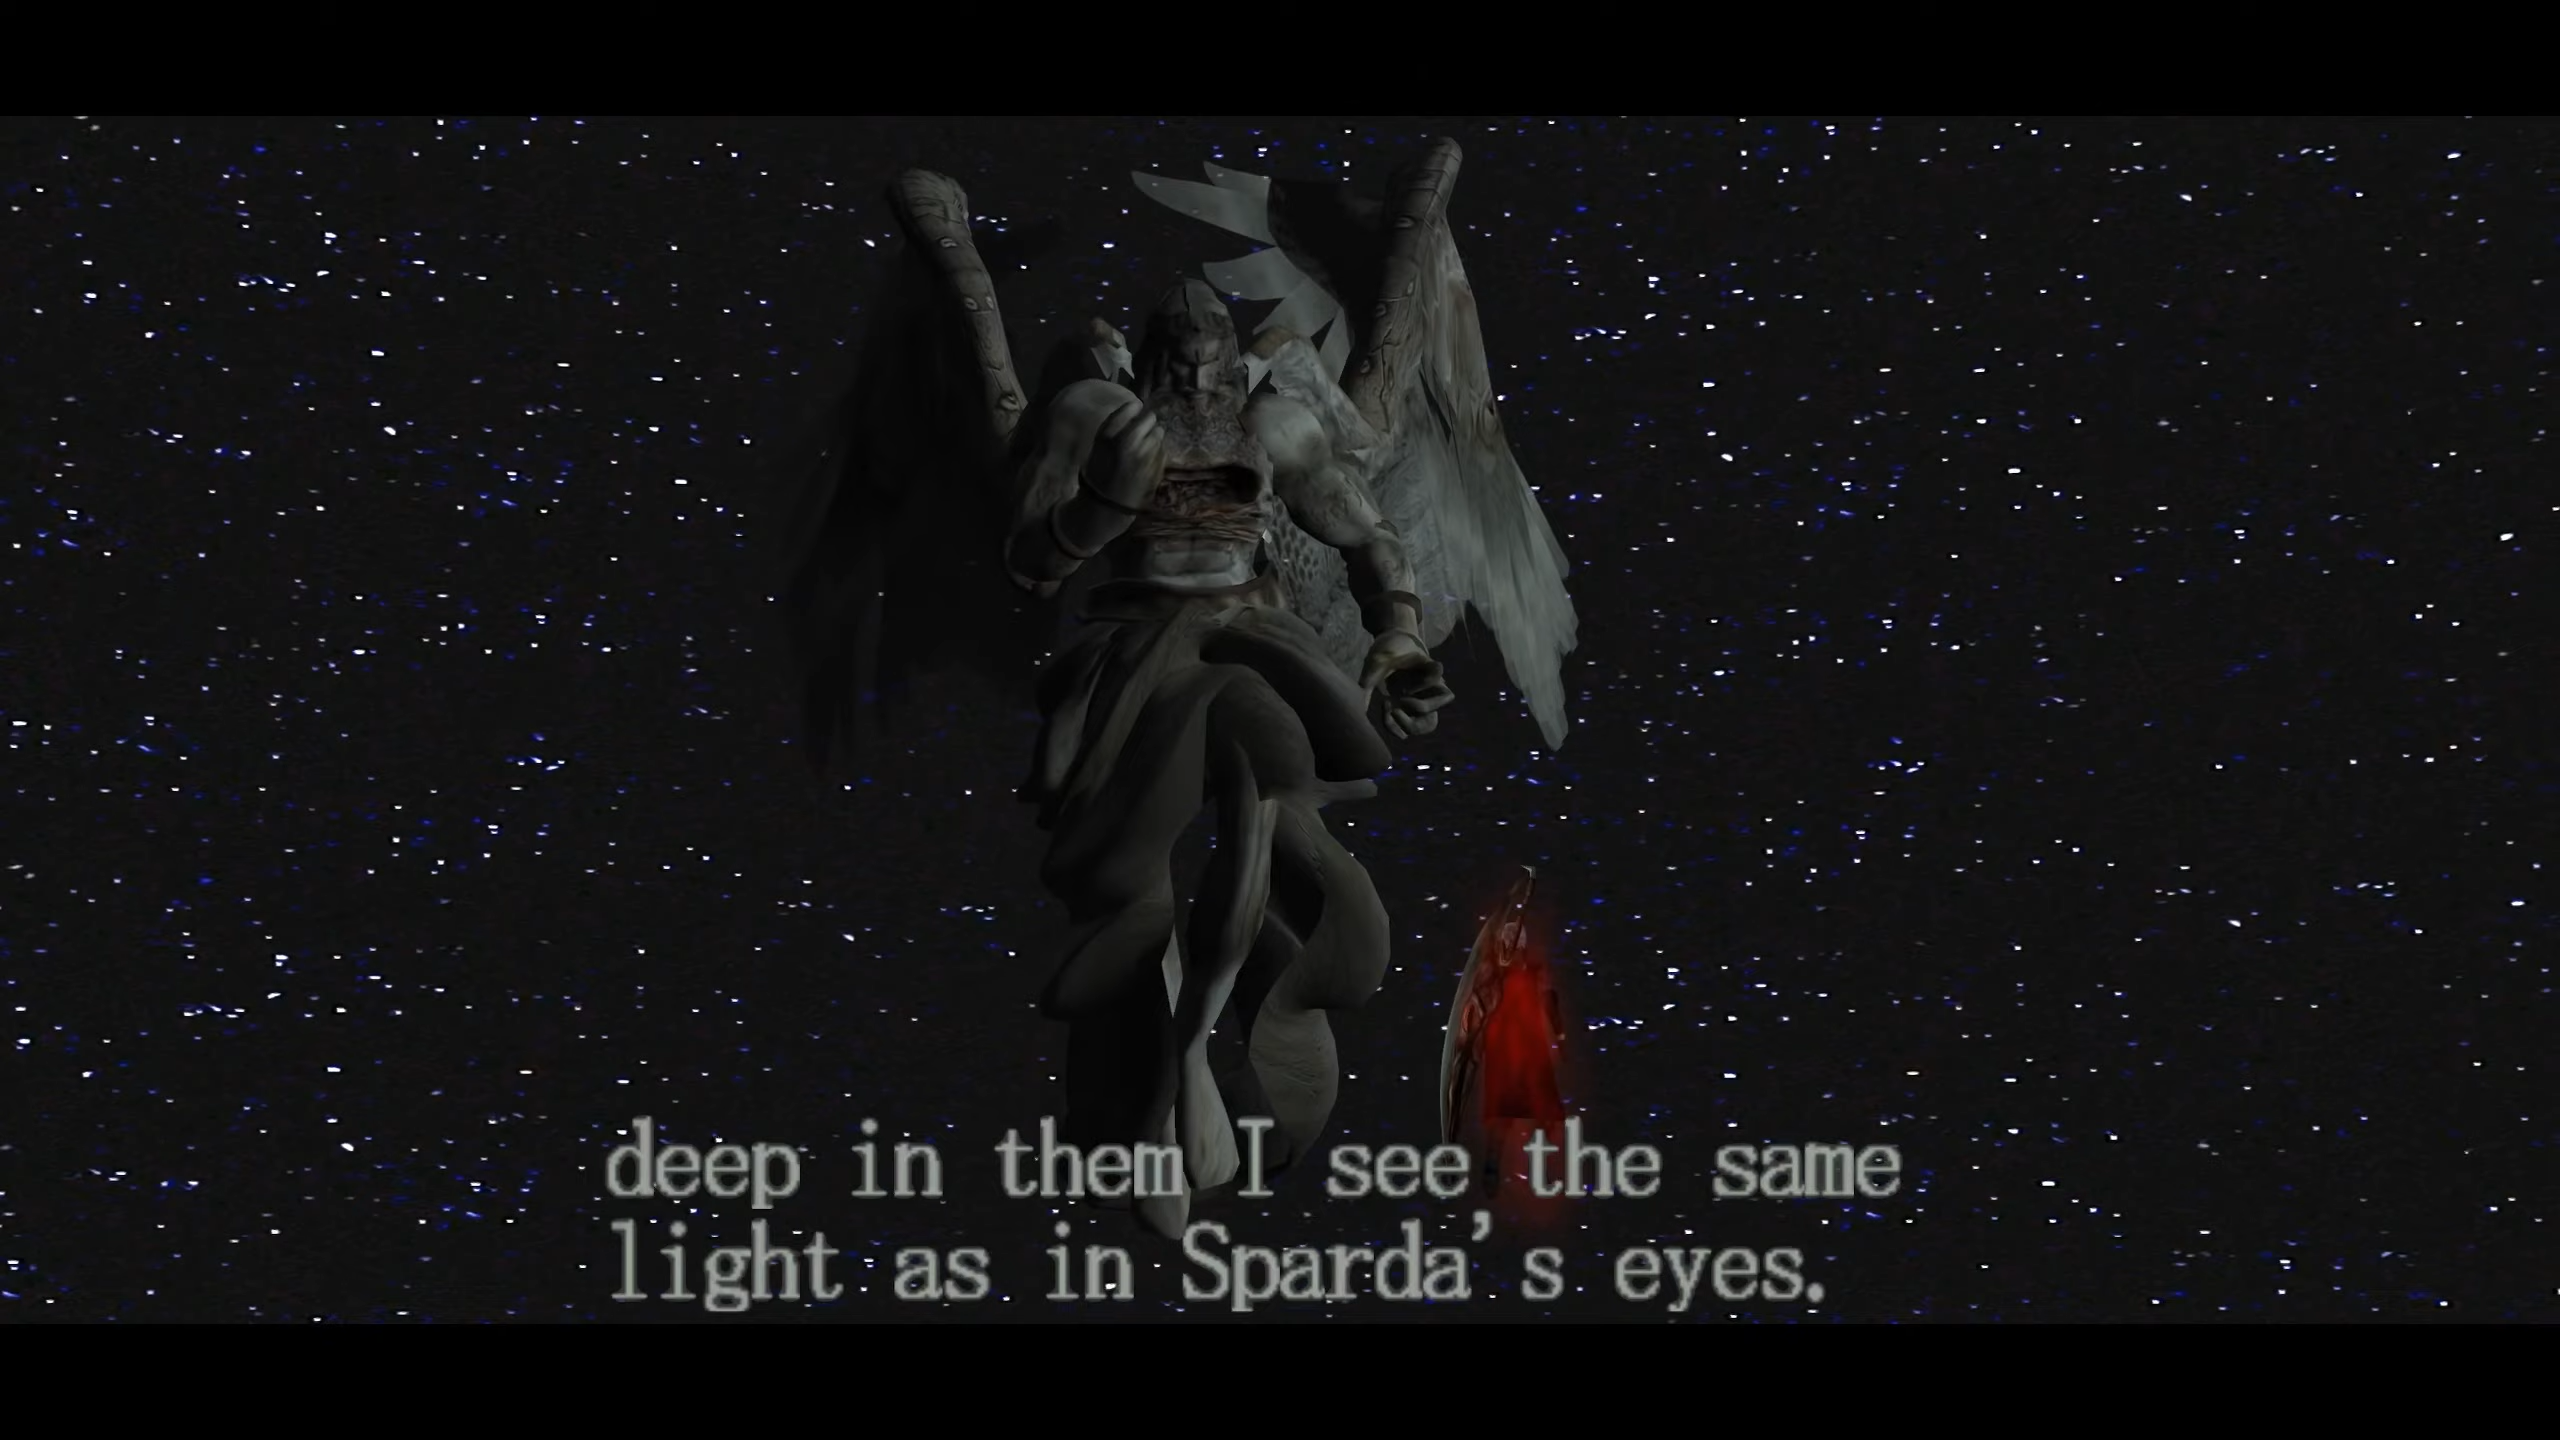 deep in them I see the same
light as in Sparda's eyes.